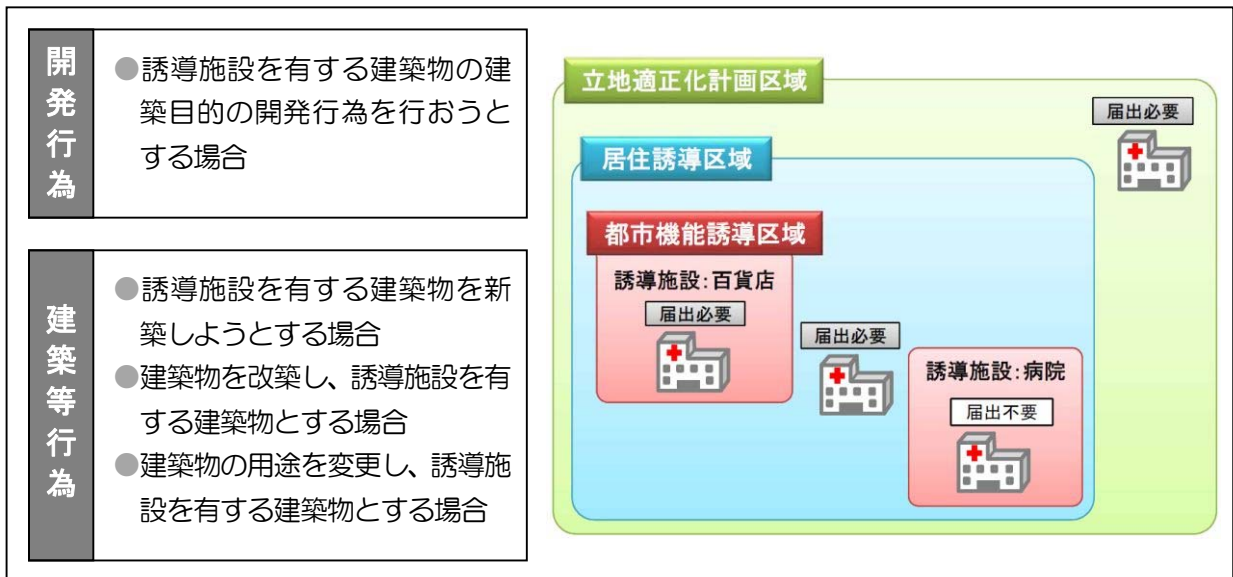 開発行為
●誘導施設を有する建築物の建
築目的の開発行為を行おうと
する場合
建築等行為
●誘導施設を有する建築物を新
築しようとする場合
●建築物を改築し、誘導施設を有
する建築物とする場合
●建築物の用途を変更し、誘導施
設を有する建築物とする場合
立地適正化計画区域
届出必要
居住誘導区域
都市機能誘導区域
誘導施設:百貨店
届出必要
届出必要
誘導施設:病院
届出不要